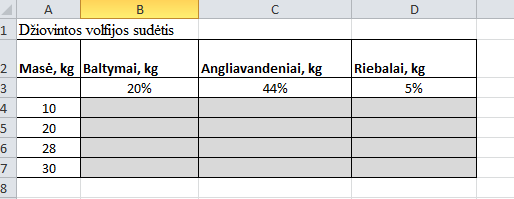 A B C D
1 Džiovintos volfijos sudėtis
2 Masė, kg Baltymai, kg Angliavandeniai, kg Riebalai, kg
3 20% 44% 5%
4 10
5 20
6 28
7 30
8